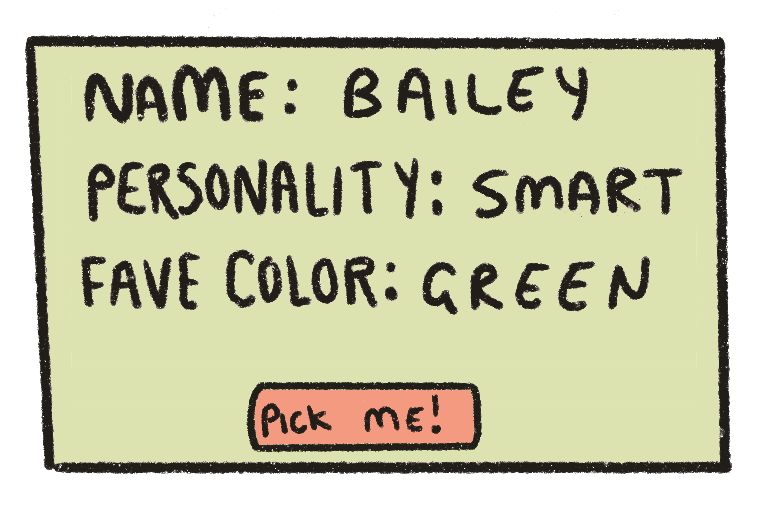 NAME: BAILEY
PERSONALITY: SMART
FAVE COLOR: GREEN
PICK ME!